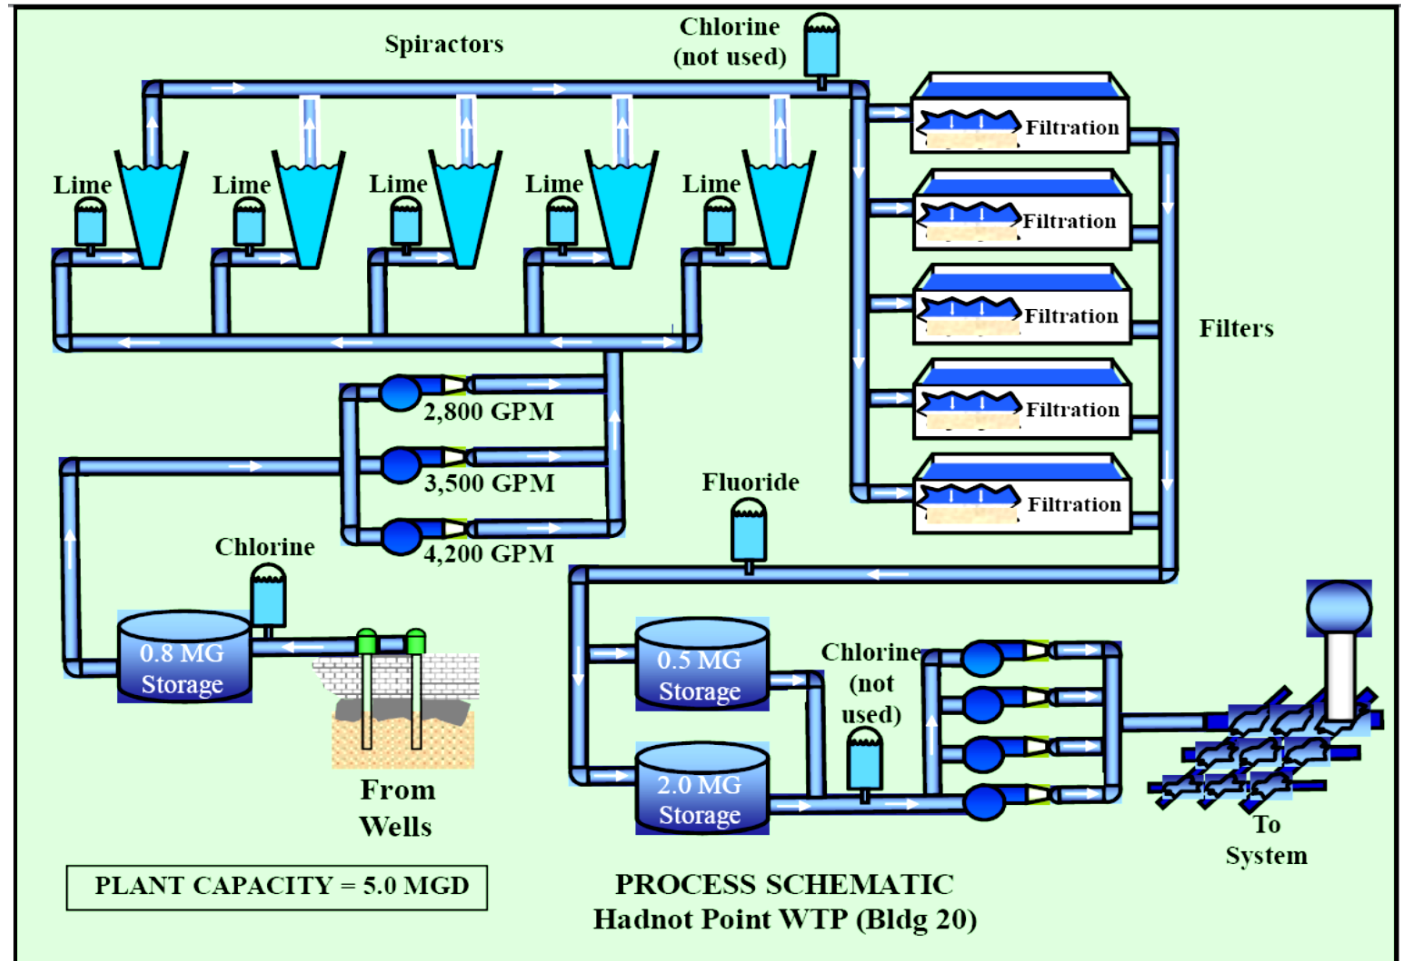 Spiractors
Chlorine
(not used)
Lime
Lime
Lime
Lime
Lime
Filtration
Filtration
Filtration
Filtration
Filtration
Filters
2,800 GPM
3,500 GPM
4,200 GPM
Fluoride
Chlorine
0.8 MG
Storage
From
Wells
0.5 MG
Storage
2.0 MG
Storage
Chlorine
(not
used)
To
System
PLANT CAPACITY = 5.0 MGD
PROCESS SCHEMATIC
Hadnot Point WTP (Bldg 20)